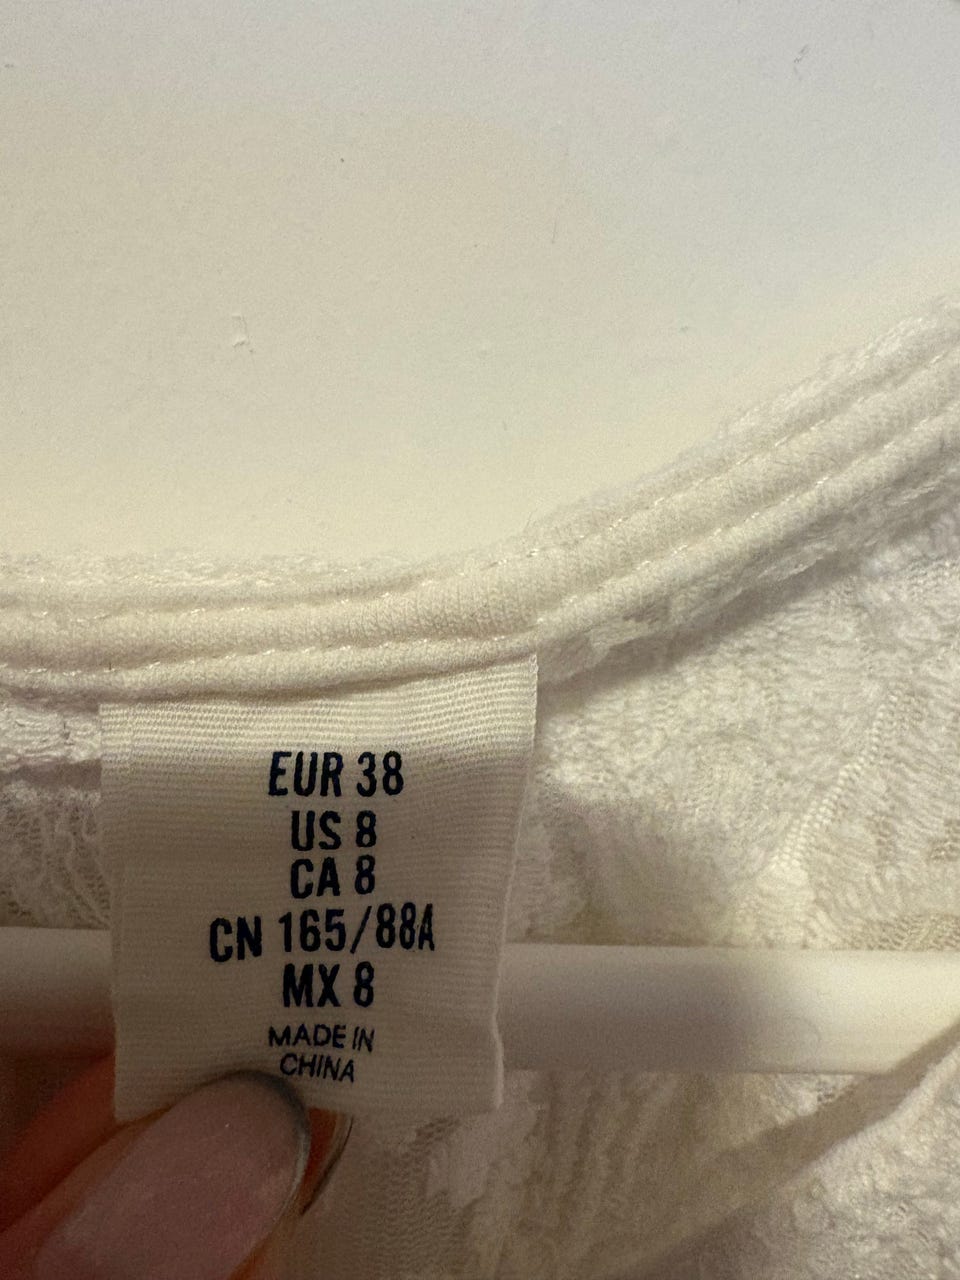 EUR 38
US 8
CA 8
CN 165/88A
MX 8
MADE IN
CHINA